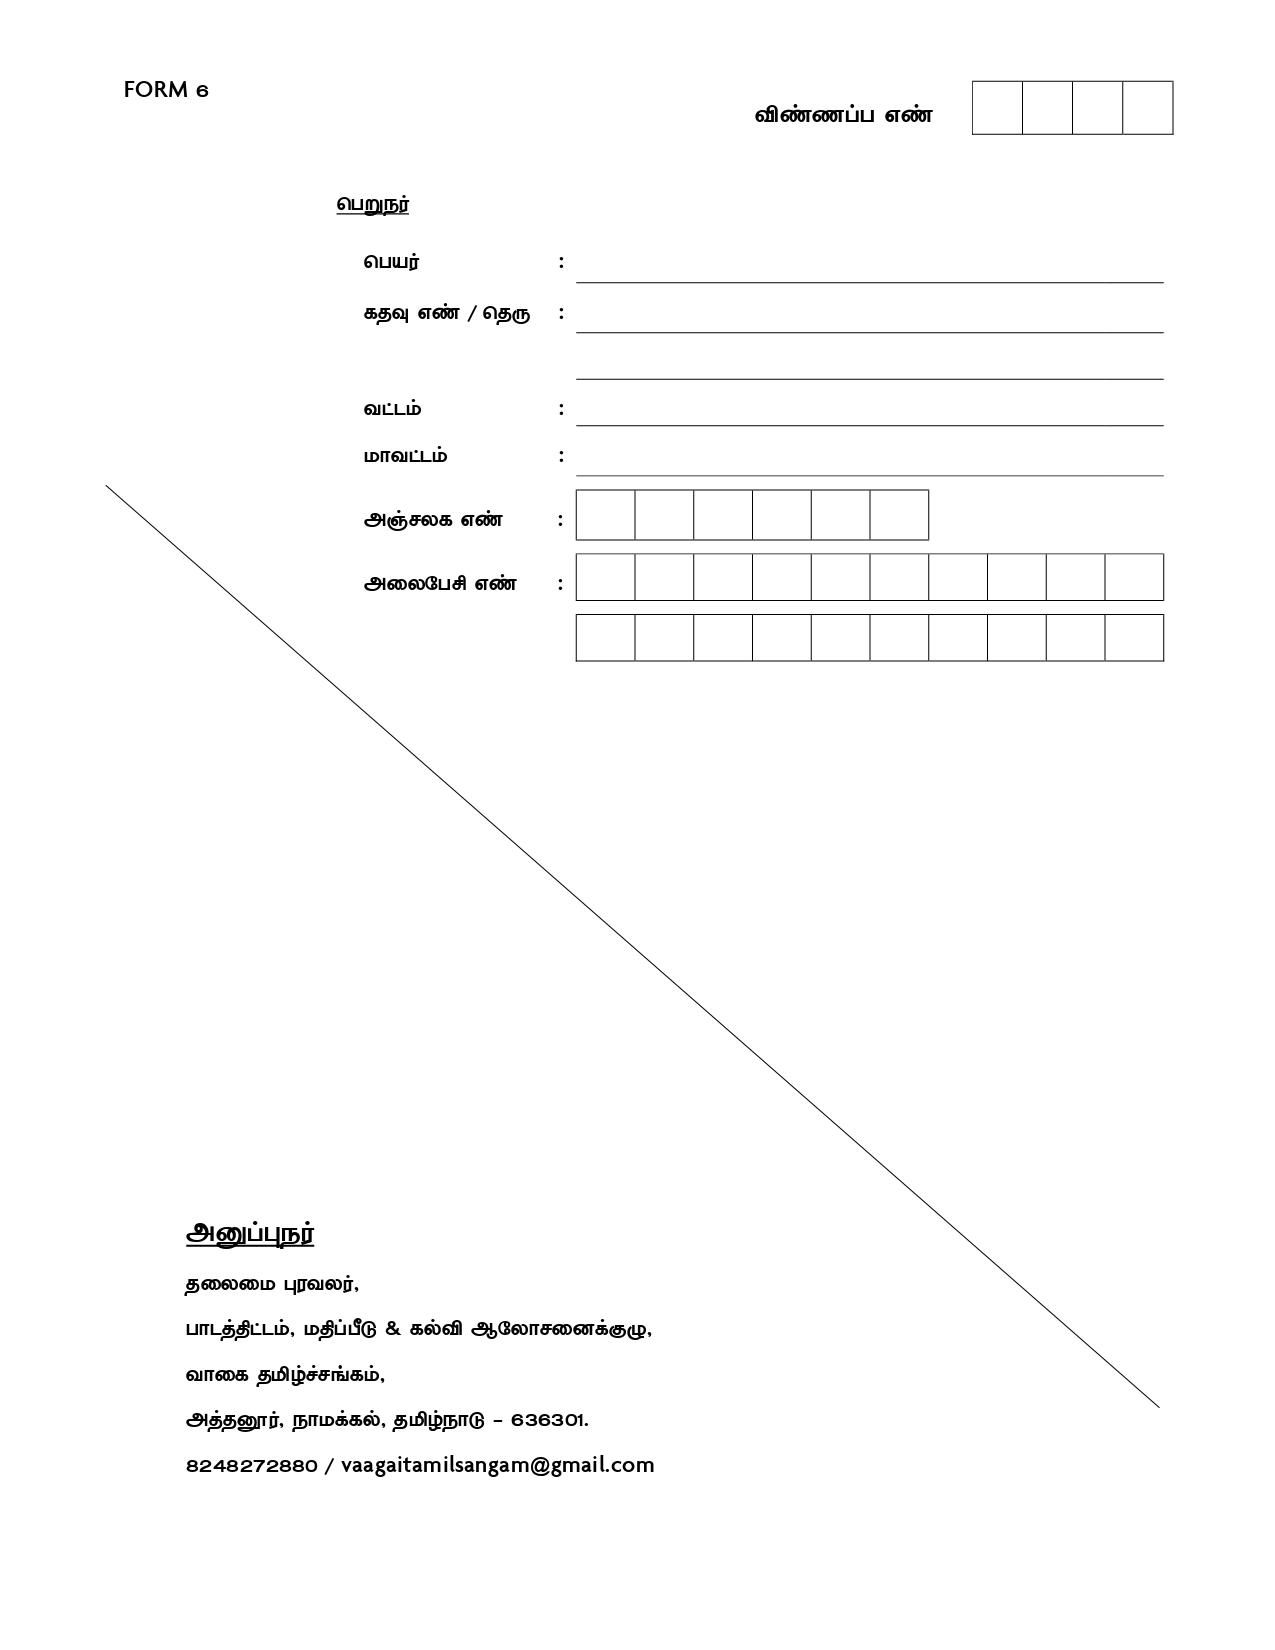 FORM 6
விண்ணப்ப எண்
பெறுநர்
பெயர் :
கதவு எண் / தெரு :
வட்டம் :
மாவட்டம் :
அஞ்சலக எண் :
அலைபேசி எண் :
அனுப்புநர்
தலைமை புரவலர்,
பாடத்திட்டம், மதிப்பீடு & கல்வி ஆலோசனைக்குழு,
வாகை தமிழ்ச்சங்கம்,
அத்தனூர், நாமக்கல், தமிழ்நாடு – 636301.
8248272880 / vaagaitamilsangam@gmail.com